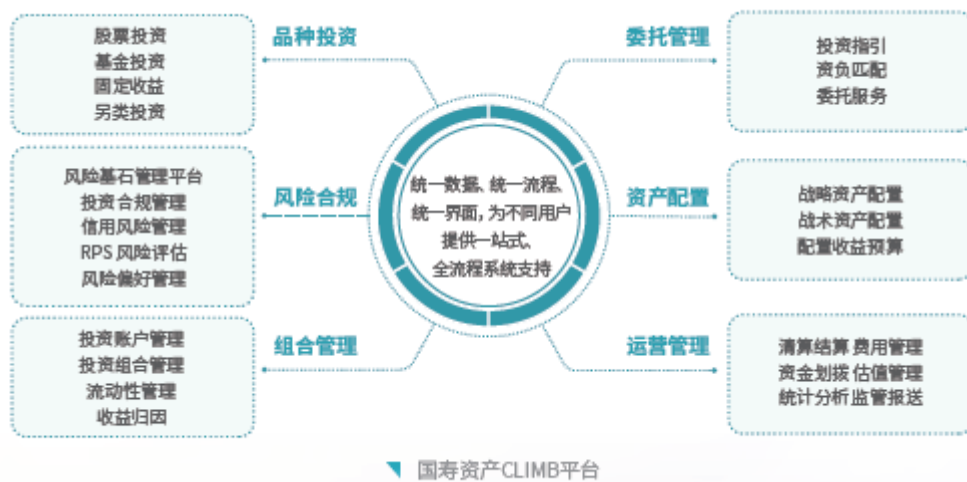 股票投资
基金投资
固定收益
另类投资
品种投资
风险基石管理平台
投资合规管理
信用风险管理
RPS 风险评估
风险偏好管理
风险合规
投资账户管理
投资组合管理
流动性管理
收益归因
组合管理
统一数据、统一流程、
统一界面，为不同用户
提供一站式、
全流程系统支持
委托管理
投资指引
资负匹配
委托服务
资产配置
战略资产配置
战术资产配置
配置收益预算
运营管理
清算结算 费用管理
资金划拨 估值管理
统计分析 监管报送
国寿资产CLIMB平台